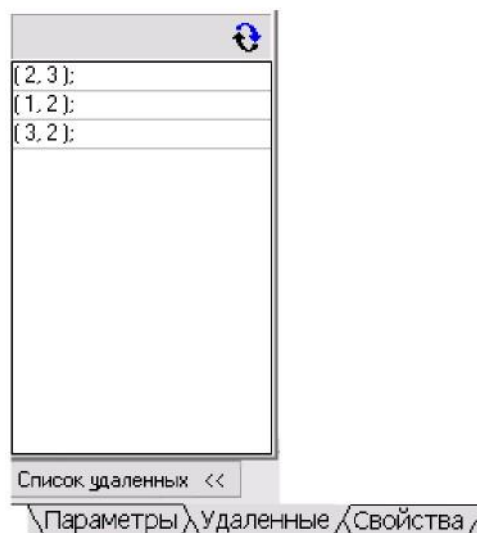 ( 2, 3 );
( 1, 2 );
( 3, 2 );
Список удаленных <<
Параметры Удаленные Свойства